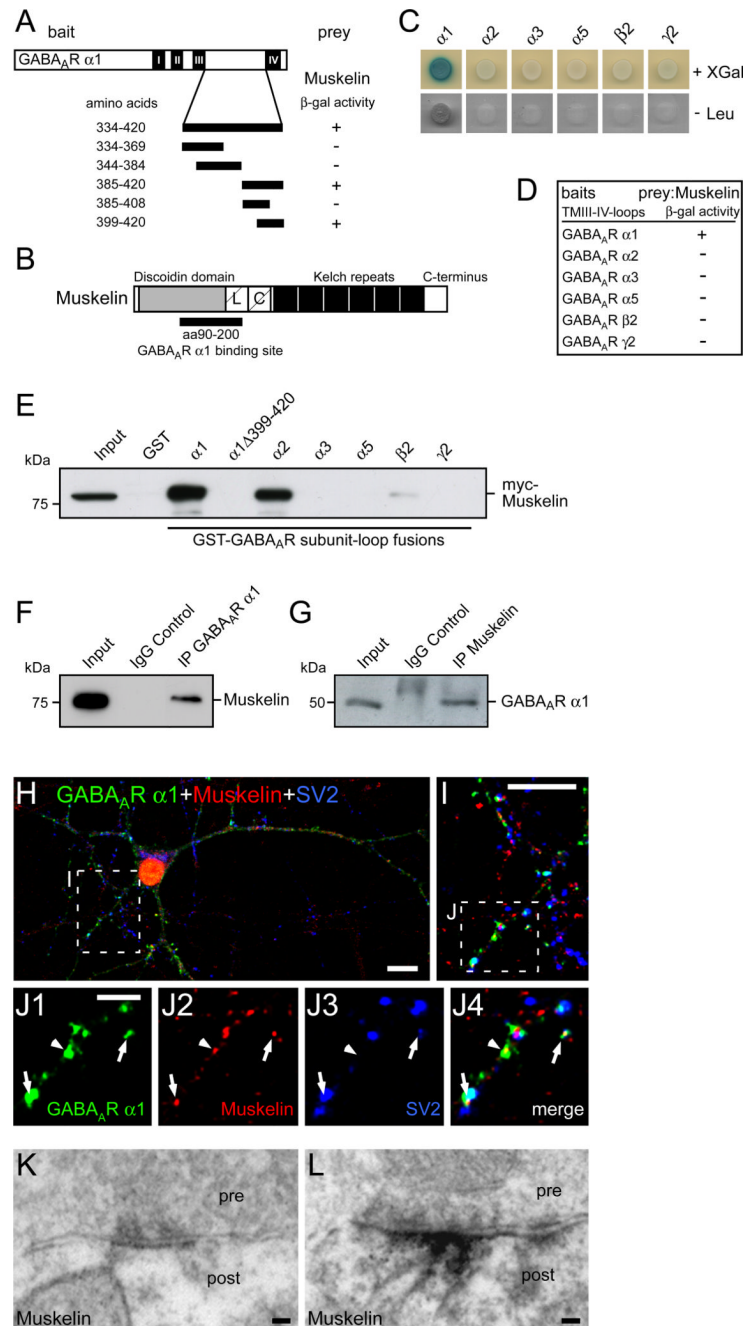 A
bait
prey
GABAAR α1
I II III IV
Muskelin
amino acids
β-gal activity
334-420 +
334-369 -
344-384 -
385-420 +
385-408 -
399-420 +
B
Discoidin domain
Kelch repeats
C-terminus
Muskelin
L C
aa90-200
GABAAR α1 binding site
C
α1 α2 α3 α5 β2 γ2
+ XGal
- Leu
D
baits prey:Muskelin
TMIII-IV-loops β-gal activity
GABAAR α1 +
GABAAR α2 -
GABAAR α3 -
GABAAR α5 -
GABAAR β2 -
GABAAR γ2 -
E
Input GST α1 α1Δ399-420 α2 α3 α5 β2 γ2
kDa
75
myc-
Muskelin
GST-GABAAR subunit-loop fusions
F
Input IgG Control IP GABAAR α1
kDa
75
Muskelin
G
Input IgG Control IP Muskelin
kDa
50
GABAAR α1
H
GABAAR α1+Muskelin+SV2
I
I
J
J1
GABAAR α1
J2
Muskelin
J3
SV2
J4
merge
K
pre
post
Muskelin
L
pre
post
Muskelin